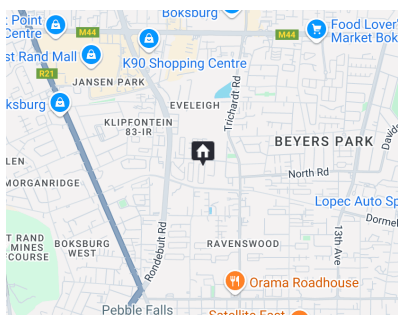 Boksburg
k Point
Centre
M44
Food Lover'
Market Bok
M44
st Rand Mall
K90 Shopping Centre
R21
JANSEN PARK
oksburg
EVELEIGH
Trichardt Rd
KLIPFONTEIN
83-IR
BEYERS PARK
Davids
LEN
North Rd
MORGANRIDGE
Lopec Auto Sp
Dormel
T RAND
MINES
COURSE
BOKSBURG
WEST
Rondebult Rd
RAVENSWOOD
13th Ave
Orama Roadhouse
Pebble Falls
Satellite East